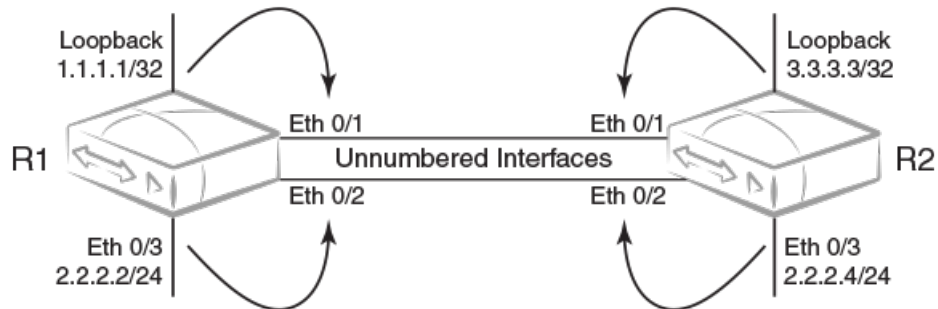 Loopback
1.1.1.1/32
Loopback
3.3.3.3/32
Eth 0/1
Eth 0/1
R1
Unnumbered Interfaces
R2
Eth 0/2
Eth 0/2
Eth 0/3
2.2.2.2/24
Eth 0/3
2.2.2.4/24